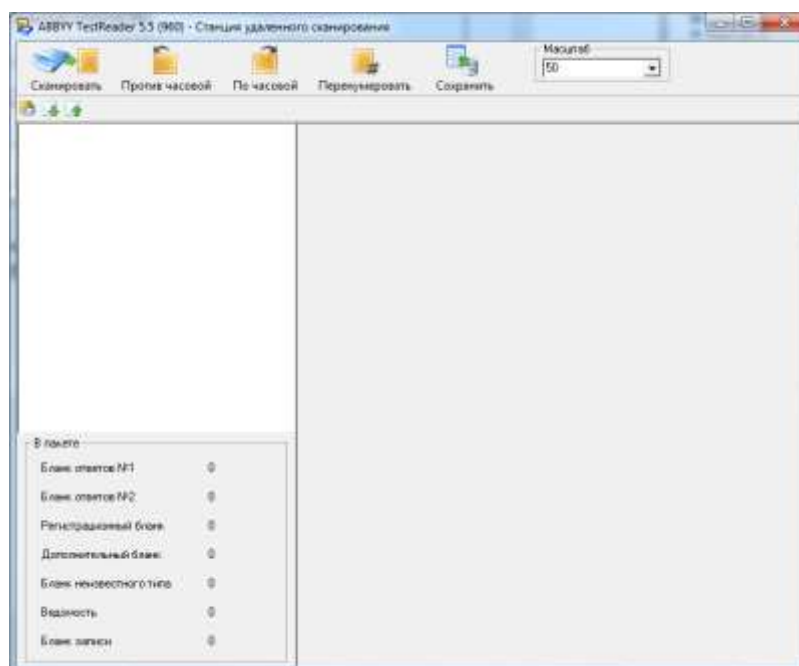 ABBYY TestReader 5.5 (960) - Станция удаленного сканирования
Сканировать Против часовой По часовой Перенумеровать Сохранить
Масштаб
50
В пакете
Бланк ответов №1 0
Бланк ответов №2 0
Регистрационный бланк 0
Дополнительный бланк 0
Бланк неизвестного типа 0
Ведомость 0
Бланк записи 0